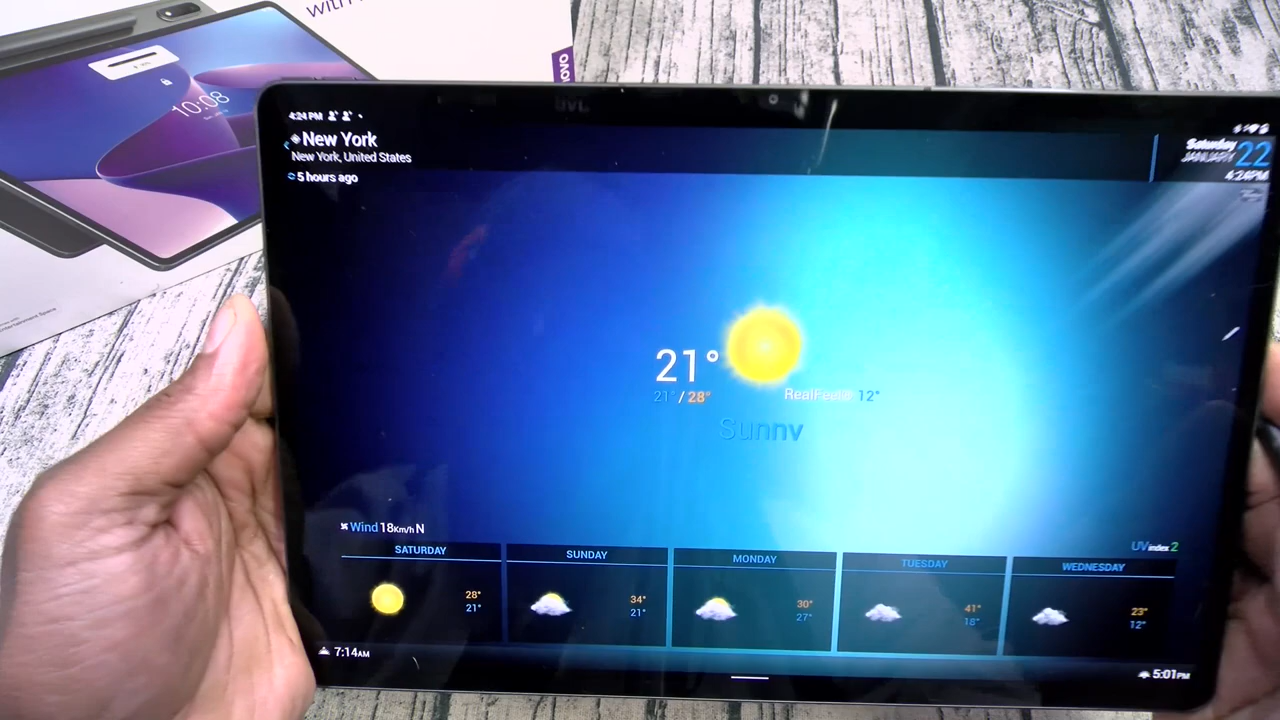 with
10:08
4:24 PM
New York
New York, United States
5 hours ago
Saturday
JANUARY 22
4:24PM
21°
21° / 28°
RealFeel® 12°
Sunny
Wind 18Km/h N
UV index 2
SATURDAY
28°
21°
SUNDAY
34°
21°
MONDAY
30°
27°
TUESDAY
41°
18°
WEDNESDAY
23°
12°
7:14AM
5:01PM